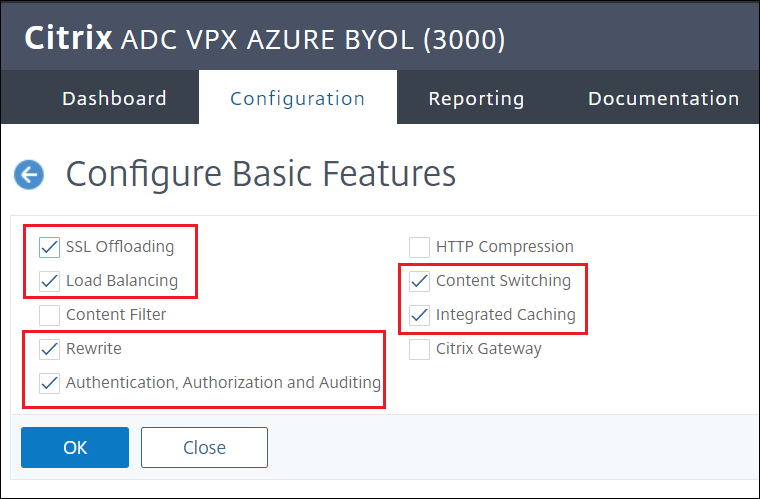 Citrix ADC VPX AZURE BYOL (3000)
Dashboard Configuration Reporting Documentation
Configure Basic Features
SSL Offloading HTTP Compression
Load Balancing Content Switching
Content Filter Integrated Caching
Rewrite Citrix Gateway
Authentication, Authorization and Auditing
OK Close